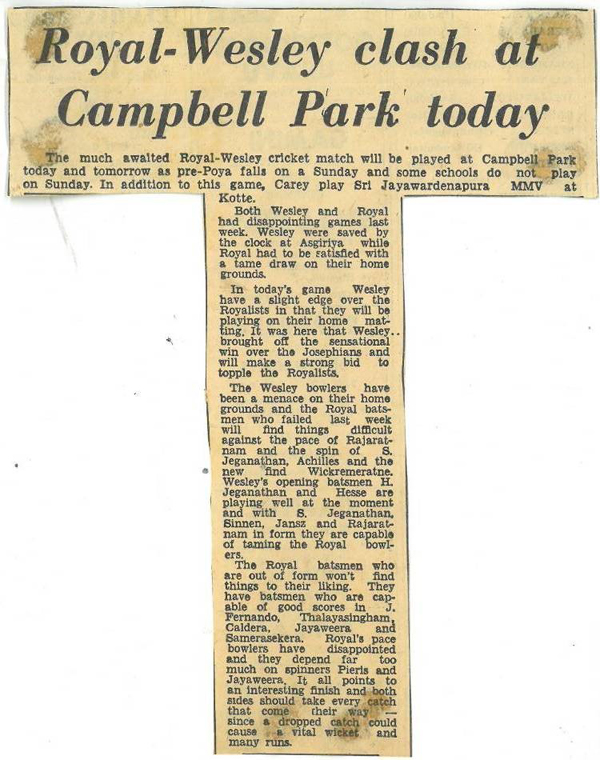 Royal-Wesley clash at
Campbell Park today
The much awaited Royal-Wesley cricket match will be played at Campbell Park
today and tomorrow as pre-Poya falls on a Sunday and some schools do not play
on Sunday. In addition to this game, Carey play Sri Jayawardenapura MMV at
Kotte.
Both Wesley and Royal
had disappointing games last
week. Wesley were saved by
the clock at Asgiriya while
Royal had to be satisfied with
a tame draw on their home
grounds.
In today's game Wesley
have a slight edge over the
Royalists in that they will be
playing on their home mat-
ting. It was here that Wesley..
brought off the sensational
win over the Josephians and
will make a strong bid to
topple the Royalists.
The Wesley bowlers have
been a menace on their home
grounds and the Royal bats-
men who failed last week
will find things difficult
against the pace of Rajarat-
nam and the spin of S.
Jeganathan, Achilles and the
new find Wickremeratne.
Wesley's opening batsmen H.
Jeganathan and Hesse are
playing well at the moment
and with S. Jeganathan,
Sinnen, Jansz and Rajarat-
nam in form they are capable
of taming the Royal bowl-
ers.
The Royal batsmen who
are out of form won't find
things to their liking. They
have batsmen who are cap-
able of good scores in J.
Fernando, Thalayasingham,
Caldera, Jayaweera and
Samerasekera. Royal's pace
bowlers have disappointed
and they depend far too
much on spinners Pieris and
Jayaweera. It all points to
an interesting finish and both
sides should take every catch
that come their way —
since a dropped catch could
cause a vital wicket and
many runs.